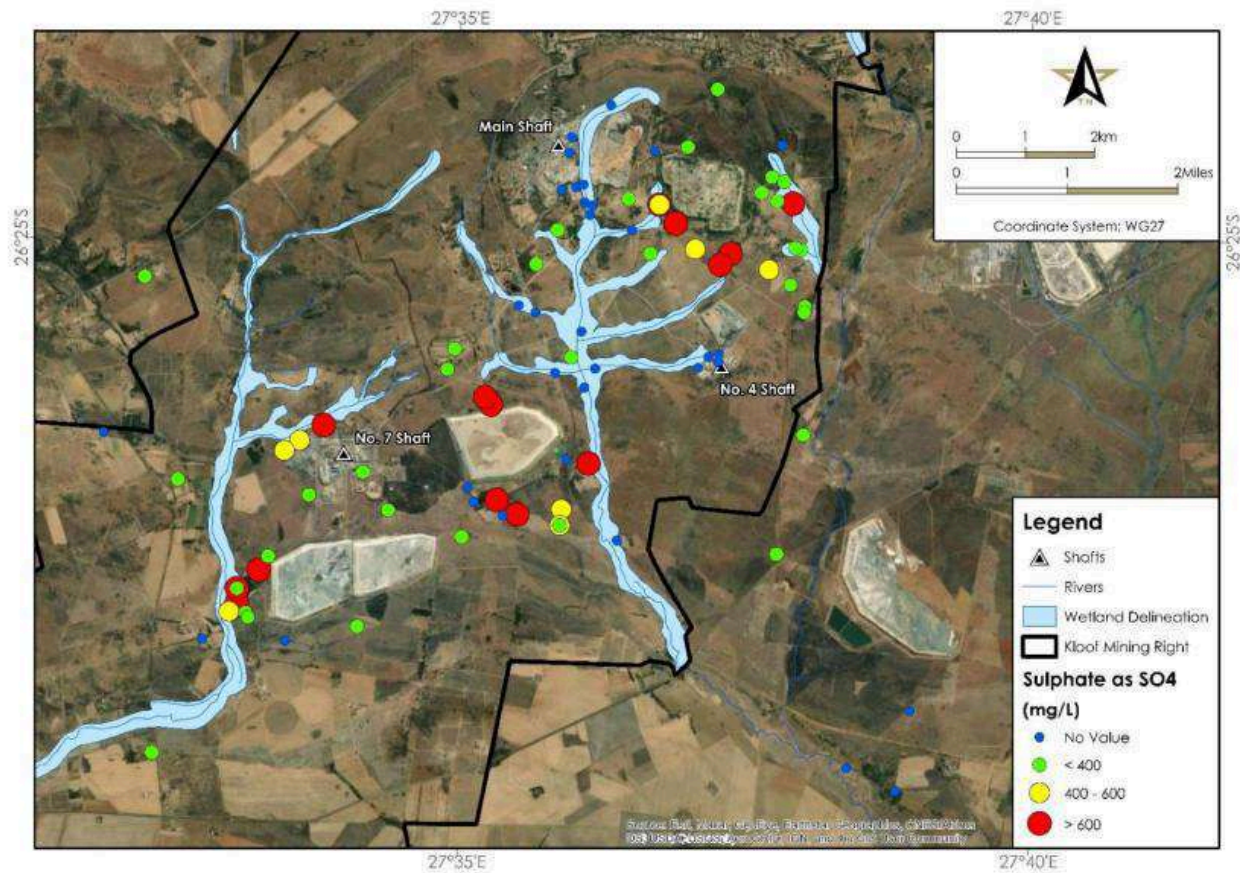 27°35'E
27°40'E
26°25'S
26°25'S
Main Shaft
No. 4 Shaft
No. 7 Shaft
T N
0 1 2km
0 1 2Miles
Coordinate System: WG27
Legend
Shafts
Rivers
Wetland Delineation
Kloof Mining Right
Sulphate as SO4
(mg/L)
No Value
< 400
400 - 600
> 600
27°35'E
27°40'E